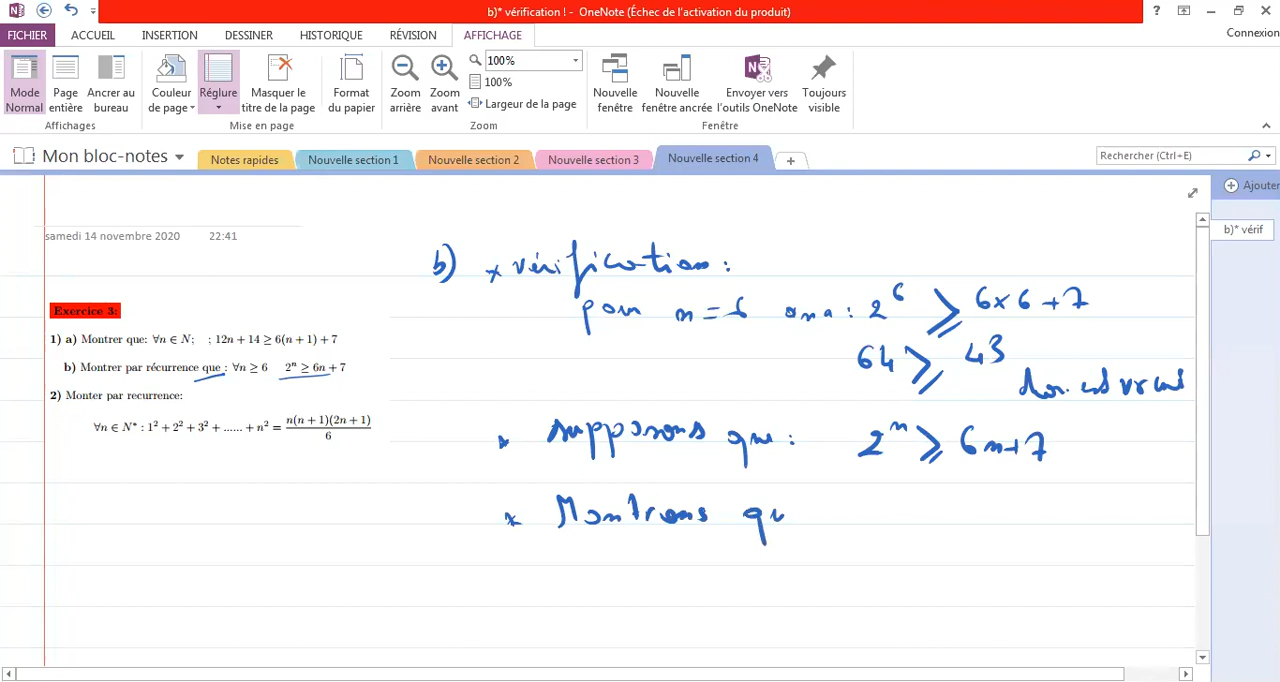 b)* vérification ! - OneNote (Échec de l'activation du produit)
FICHIER ACCUEIL INSERTION DESSINER HISTORIQUE RÉVISION AFFICHAGE Connexion
Mode Normal
Page entière
Ancrer au bureau
Couleur de page
Réglure
Masquer le titre de la page
Format du papier
Zoom arrière
Zoom avant
100%
100%
Largeur de la page
Nouvelle fenêtre
Nouvelle fenêtre ancrée
Envoyer vers l'outils OneNote
Toujours visible
Affichages Mise en page Zoom Fenêtre
Mon bloc-notes Notes rapides Nouvelle section 1 Nouvelle section 2 Nouvelle section 3 Nouvelle section 4
Rechercher (Ctrl+E)
Ajouter
b)* vérif
samedi 14 novembre 2020 22:41
Exercice 3:
1) a) Montrer que: ∀n ∈ N; ; 12n + 14 ≥ 6(n + 1) + 7
b) Montrer par récurrence que : ∀n ≥ 6 2ⁿ ≥ 6n + 7
2) Monter par recurrence:
∀n ∈ N* : 1² + 2² + 3² + ...... + n² = n(n + 1)(2n + 1) / 6
b) * vérification :
pour n = 6 on a : 2⁶ ≥ 6×6+7
64 ≥ 43
* supposons que : 2ⁿ ≥ 6n+7
* Montrons qu